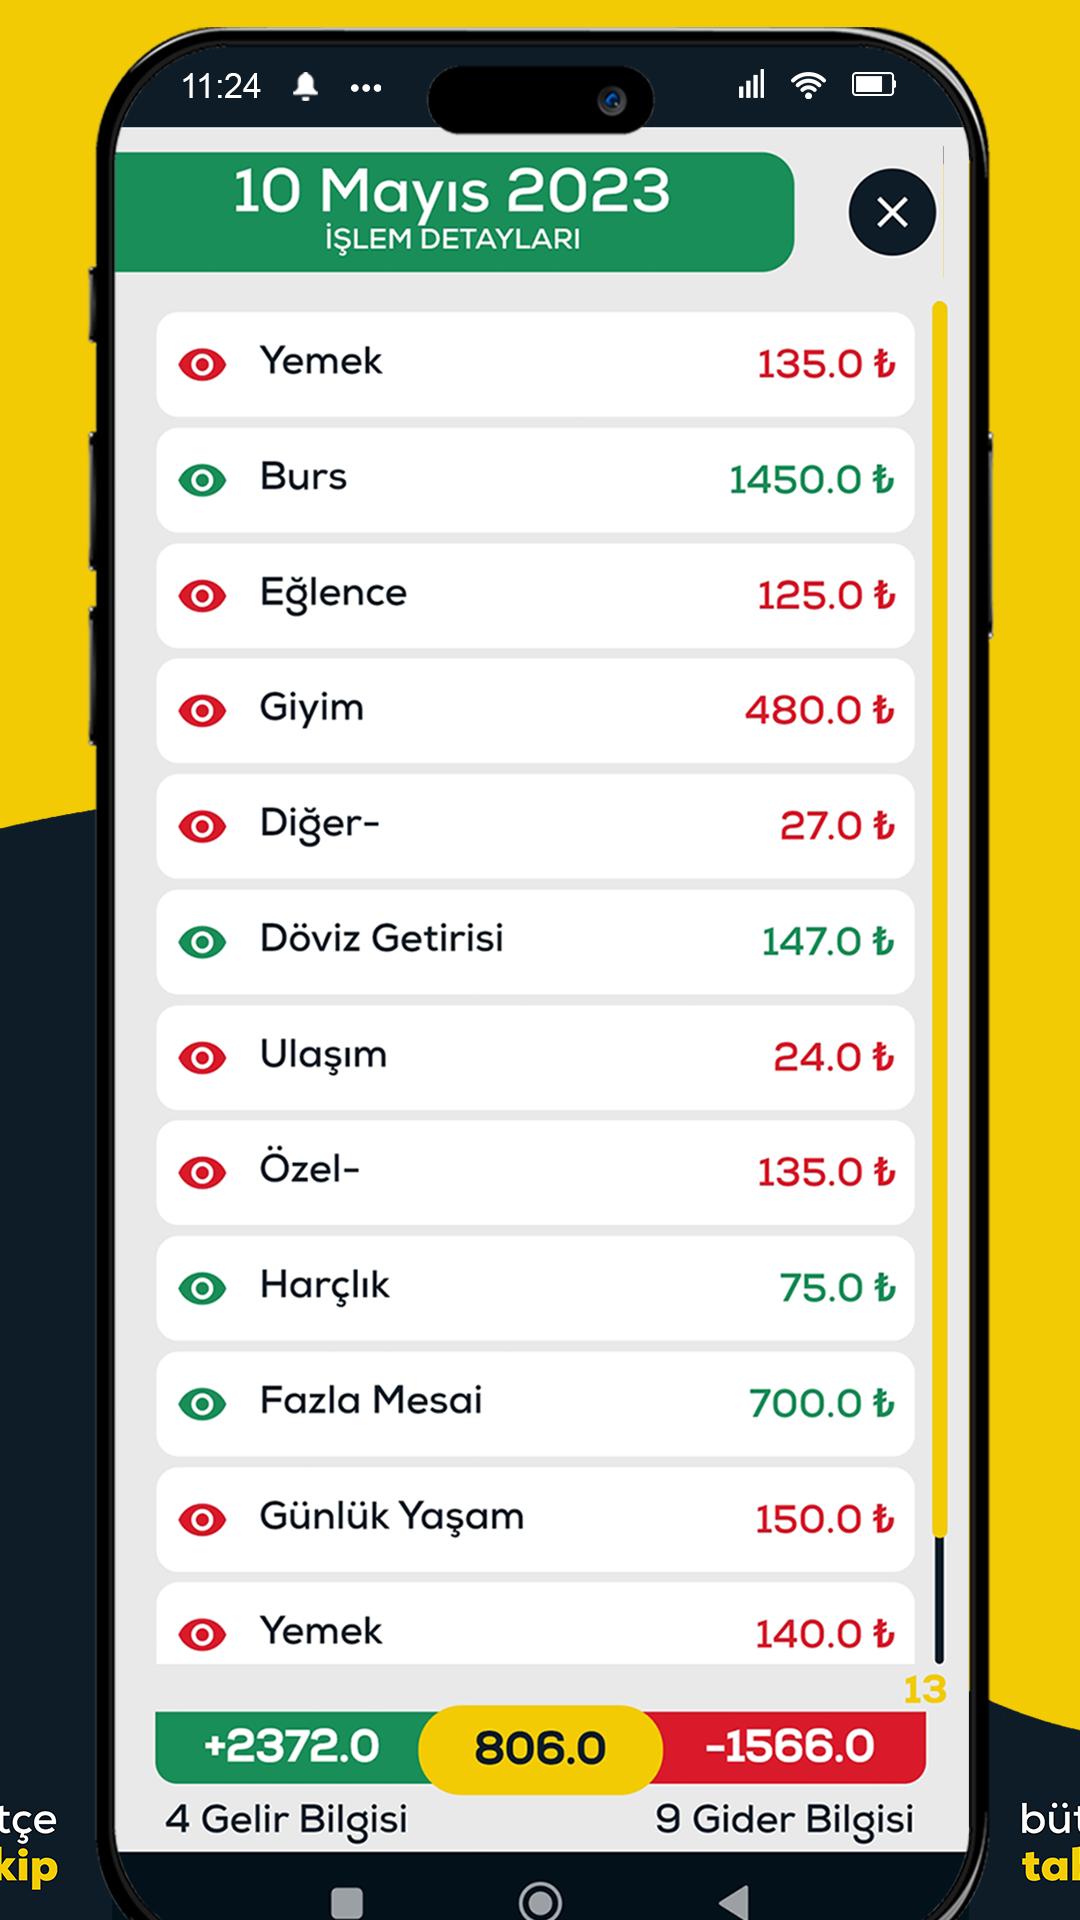 11:24
10 Mayıs 2023
İŞLEM DETAYLARI
Yemek 135.0 ₺
Burs 1450.0 ₺
Eğlence 125.0 ₺
Giyim 480.0 ₺
Diğer- 27.0 ₺
Döviz Getirisi 147.0 ₺
Ulaşım 24.0 ₺
Özel- 135.0 ₺
Harçlık 75.0 ₺
Fazla Mesai 700.0 ₺
Günlük Yaşam 150.0 ₺
Yemek 140.0 ₺
13
+2372.0 806.0 -1566.0
4 Gelir Bilgisi 9 Gider Bilgisi
tçe büt
kip tak